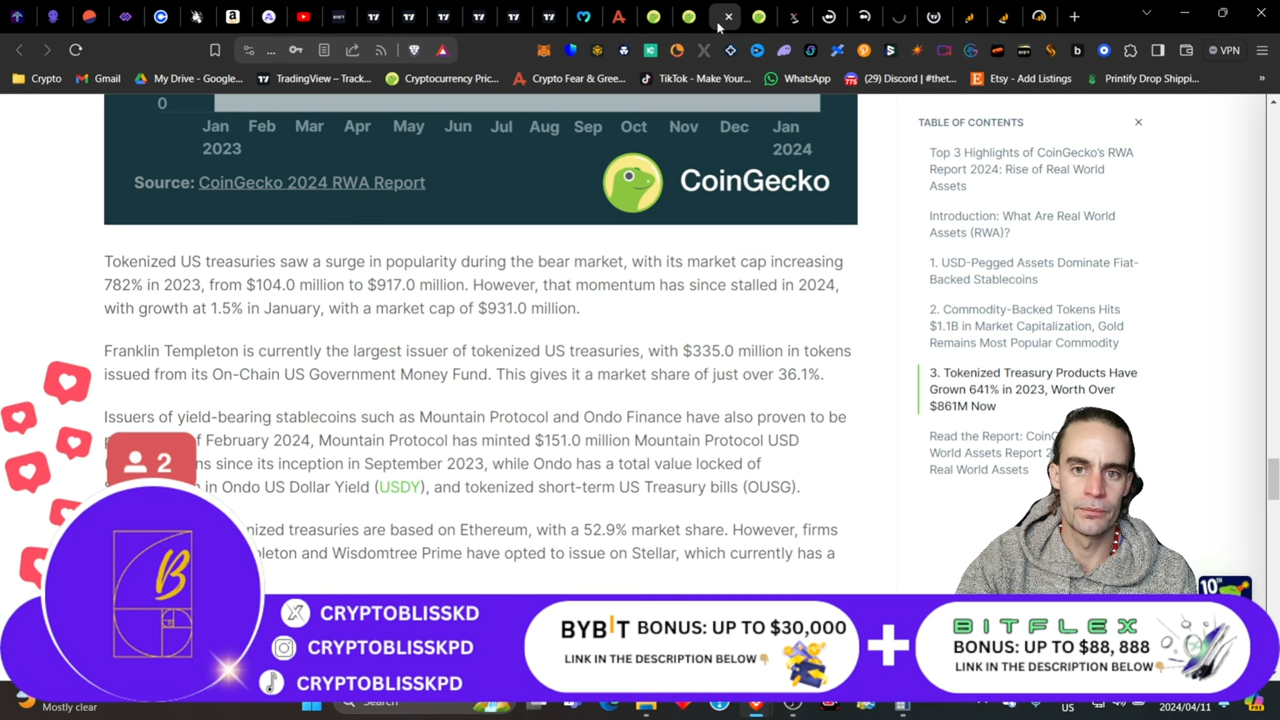 VPN
Crypto
Gmail
My Drive - Google...
TradingView – Track...
Cryptocurrency Pric...
Crypto Fear & Gree...
TikTok - Make Your...
WhatsApp
(29) Discord | #thet...
Etsy - Add Listings
Printify Drop Shippi...
»
0
Jan Feb Mar Apr May Jun Jul Aug Sep Oct Nov Dec Jan
2023 2024
Source: CoinGecko 2024 RWA Report
CoinGecko
Tokenized US treasuries saw a surge in popularity during the bear market, with its market cap increasing
782% in 2023, from $104.0 million to $917.0 million. However, that momentum has since stalled in 2024,
with growth at 1.5% in January, with a market cap of $931.0 million.
Franklin Templeton is currently the largest issuer of tokenized US treasuries, with $335.0 million in tokens
issued from its On-Chain US Government Money Fund. This gives it a market share of just over 36.1%.
Issuers of yield-bearing stablecoins such as Mountain Protocol and Ondo Finance have also proven to be
f February 2024, Mountain Protocol has minted $151.0 million Mountain Protocol USD
ns since its inception in September 2023, while Ondo has a total value locked of
in Ondo US Dollar Yield (USDY), and tokenized short-term US Treasury bills (OUSG).
nized treasuries are based on Ethereum, with a 52.9% market share. However, firms
pleton and Wisdomtree Prime have opted to issue on Stellar, which currently has a
TABLE OF CONTENTS
Top 3 Highlights of CoinGecko's RWA
Report 2024: Rise of Real World
Assets
Introduction: What Are Real World
Assets (RWA)?
1. USD-Pegged Assets Dominate Fiat-
Backed Stablecoins
2. Commodity-Backed Tokens Hits
$1.1B in Market Capitalization, Gold
Remains Most Popular Commodity
3. Tokenized Treasury Products Have
Grown 641% in 2023, Worth Over
$861M Now
Read the Report: Coin
World Assets Report 2
Real World Assets
2
B
CRYPTOBLISSKD
CRYPTOBLISSKPD
CRYPTOBLISSKPD
BYBIT BONUS: UP TO $30,000
LINK IN THE DESCRIPTION BELOW
+
BITFLEX
BONUS: UP TO $88, 888
LINK IN THE DESCRIPTION BELOW
10TH
Mostly clear
Search
US
2024/04/11